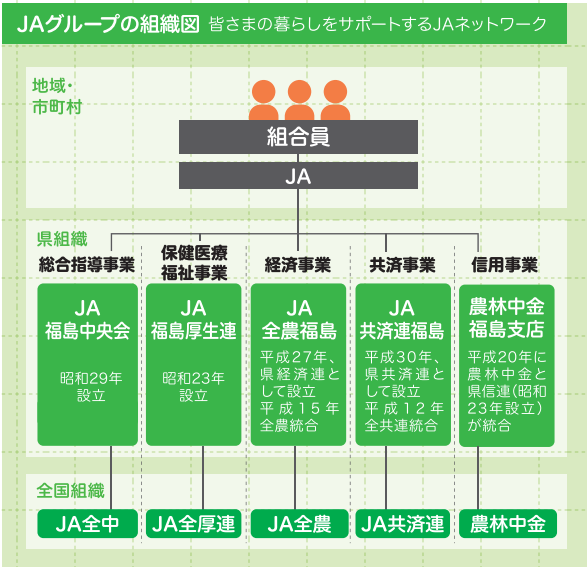 JAグループの組織図 皆さまの暮らしをサポートするJAネットワーク
地域・
市町村
組合員
JA
県組織
総合指導事業
保健医療
福祉事業
経済事業
共済事業
信用事業
JA
福島中央会
昭和29年
設立
JA
福島厚生連
昭和23年
設立
JA
全農福島
平成27年、
県経済連と
して設立
平成15年
全農統合
JA
共済連福島
平成30年、
県共済連と
して設立
平成12年
全共連統合
農林中金
福島支店
平成20年に
農林中金と
県信連(昭和
23年設立)
が統合
全国組織
JA全中
JA全厚連
JA全農
JA共済連
農林中金